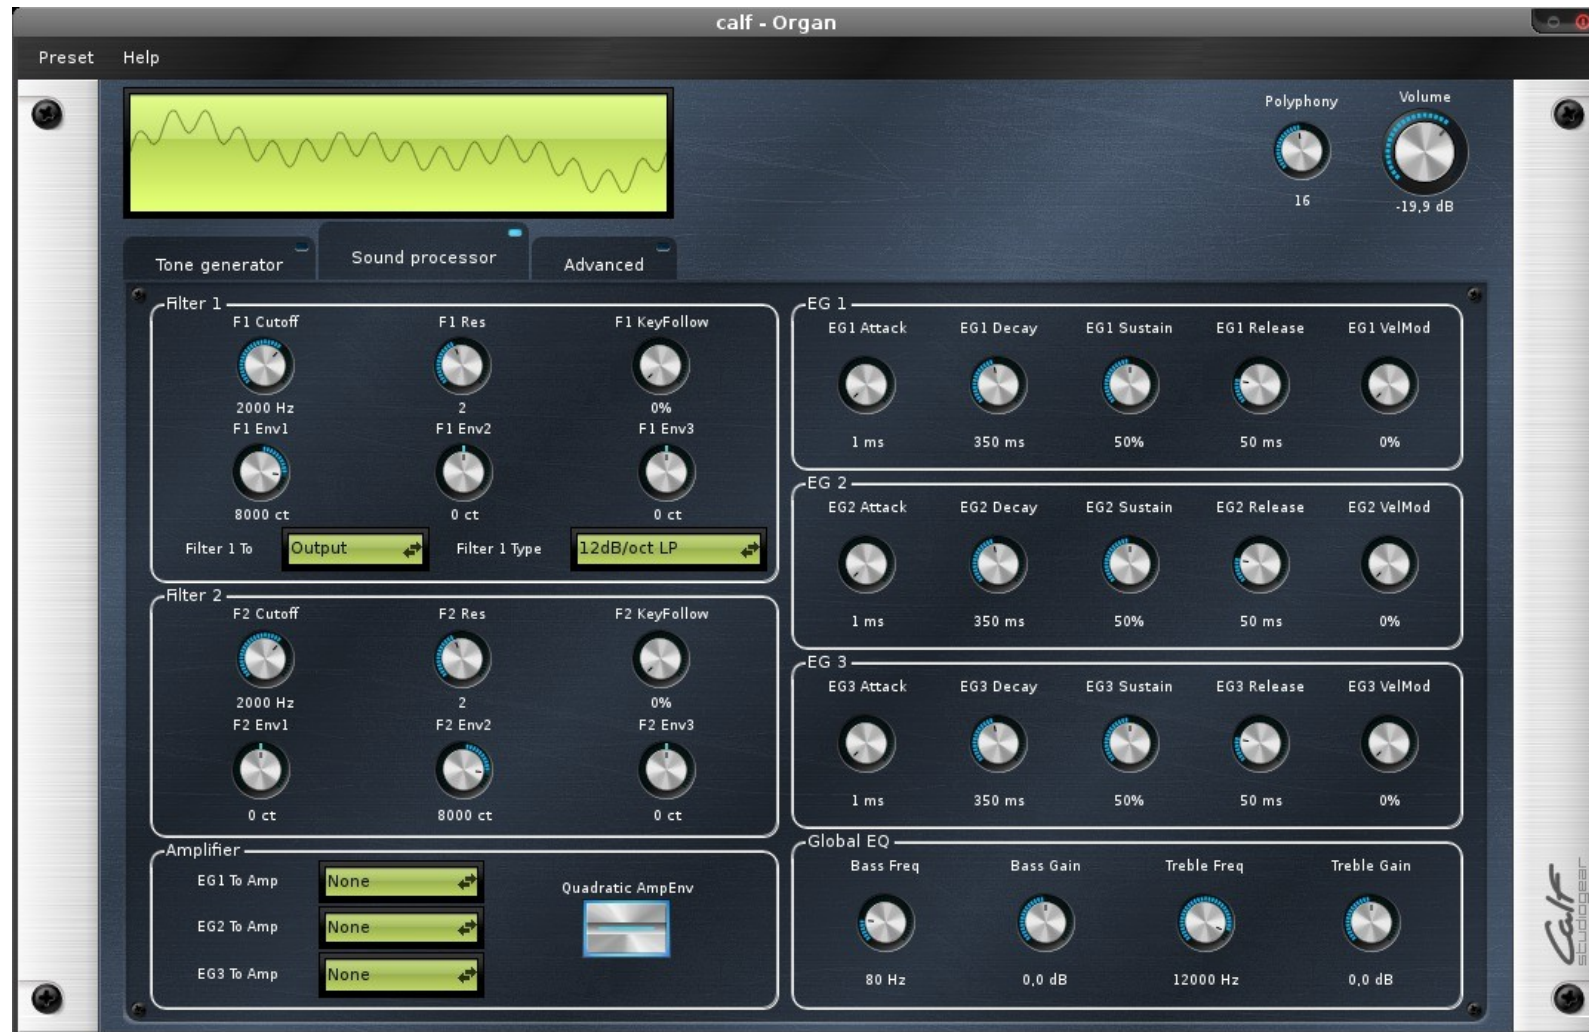 calf - Organ
Preset Help
Polyphony Volume
16 -19,9 dB
Tone generator Sound processor Advanced
Filter 1
F1 Cutoff F1 Res F1 KeyFollow
2000 Hz 2 0%
F1 Env1 F1 Env2 F1 Env3
8000 ct 0 ct 0 ct
Filter 1 To Output Filter 1 Type 12dB/oct LP
Filter 2
F2 Cutoff F2 Res F2 KeyFollow
2000 Hz 2 0%
F2 Env1 F2 Env2 F2 Env3
0 ct 8000 ct 0 ct
Amplifier
EG1 To Amp None
EG2 To Amp None
EG3 To Amp None
Quadratic AmpEnv
EG 1
EG1 Attack EG1 Decay EG1 Sustain EG1 Release EG1 VelMod
1 ms 350 ms 50% 50 ms 0%
EG 2
EG2 Attack EG2 Decay EG2 Sustain EG2 Release EG2 VelMod
1 ms 350 ms 50% 50 ms 0%
EG 3
EG3 Attack EG3 Decay EG3 Sustain EG3 Release EG3 VelMod
1 ms 350 ms 50% 50 ms 0%
Global EQ
Bass Freq Bass Gain Treble Freq Treble Gain
80 Hz 0,0 dB 12000 Hz 0,0 dB
Calf
studiogear